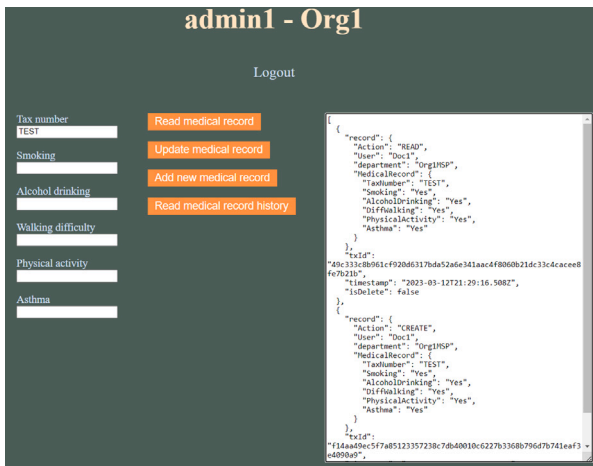 admin1 - Org1
Logout
Tax number
TEST
Smoking
Alcohol drinking
Walking difficulty
Physical activity
Asthma
Read medical record
Update medical record
Add new medical record
Read medical record history
[
{
"record": {
"Action": "READ",
"User": "Doc1",
"department": "Org1MSP",
"MedicalRecord": {
"TaxNumber": "TEST",
"Smoking": "Yes",
"AlcoholDrinking": "Yes",
"DiffWalking": "Yes",
"PhysicalActivity": "Yes",
"Asthma": "Yes"
}
},
"txId":
"49c333c8b961cf920d6317bda52a6e341aac4f8060b21dc33c4cacee8
fe7b21b",
"timestamp": "2023-03-12T21:29:16.508Z",
"isDelete": false
},
{
"record": {
"Action": "CREATE",
"User": "Doc1",
"department": "Org1MSP",
"MedicalRecord": {
"TaxNumber": "TEST",
"Smoking": "Yes",
"AlcoholDrinking": "Yes",
"DiffWalking": "Yes",
"PhysicalActivity": "Yes",
"Asthma": "Yes"
}
},
"txId":
"f14aa49ec5f7a85123357238c7db40010c6227b3368b796d7b741eaf3
e4090a9",